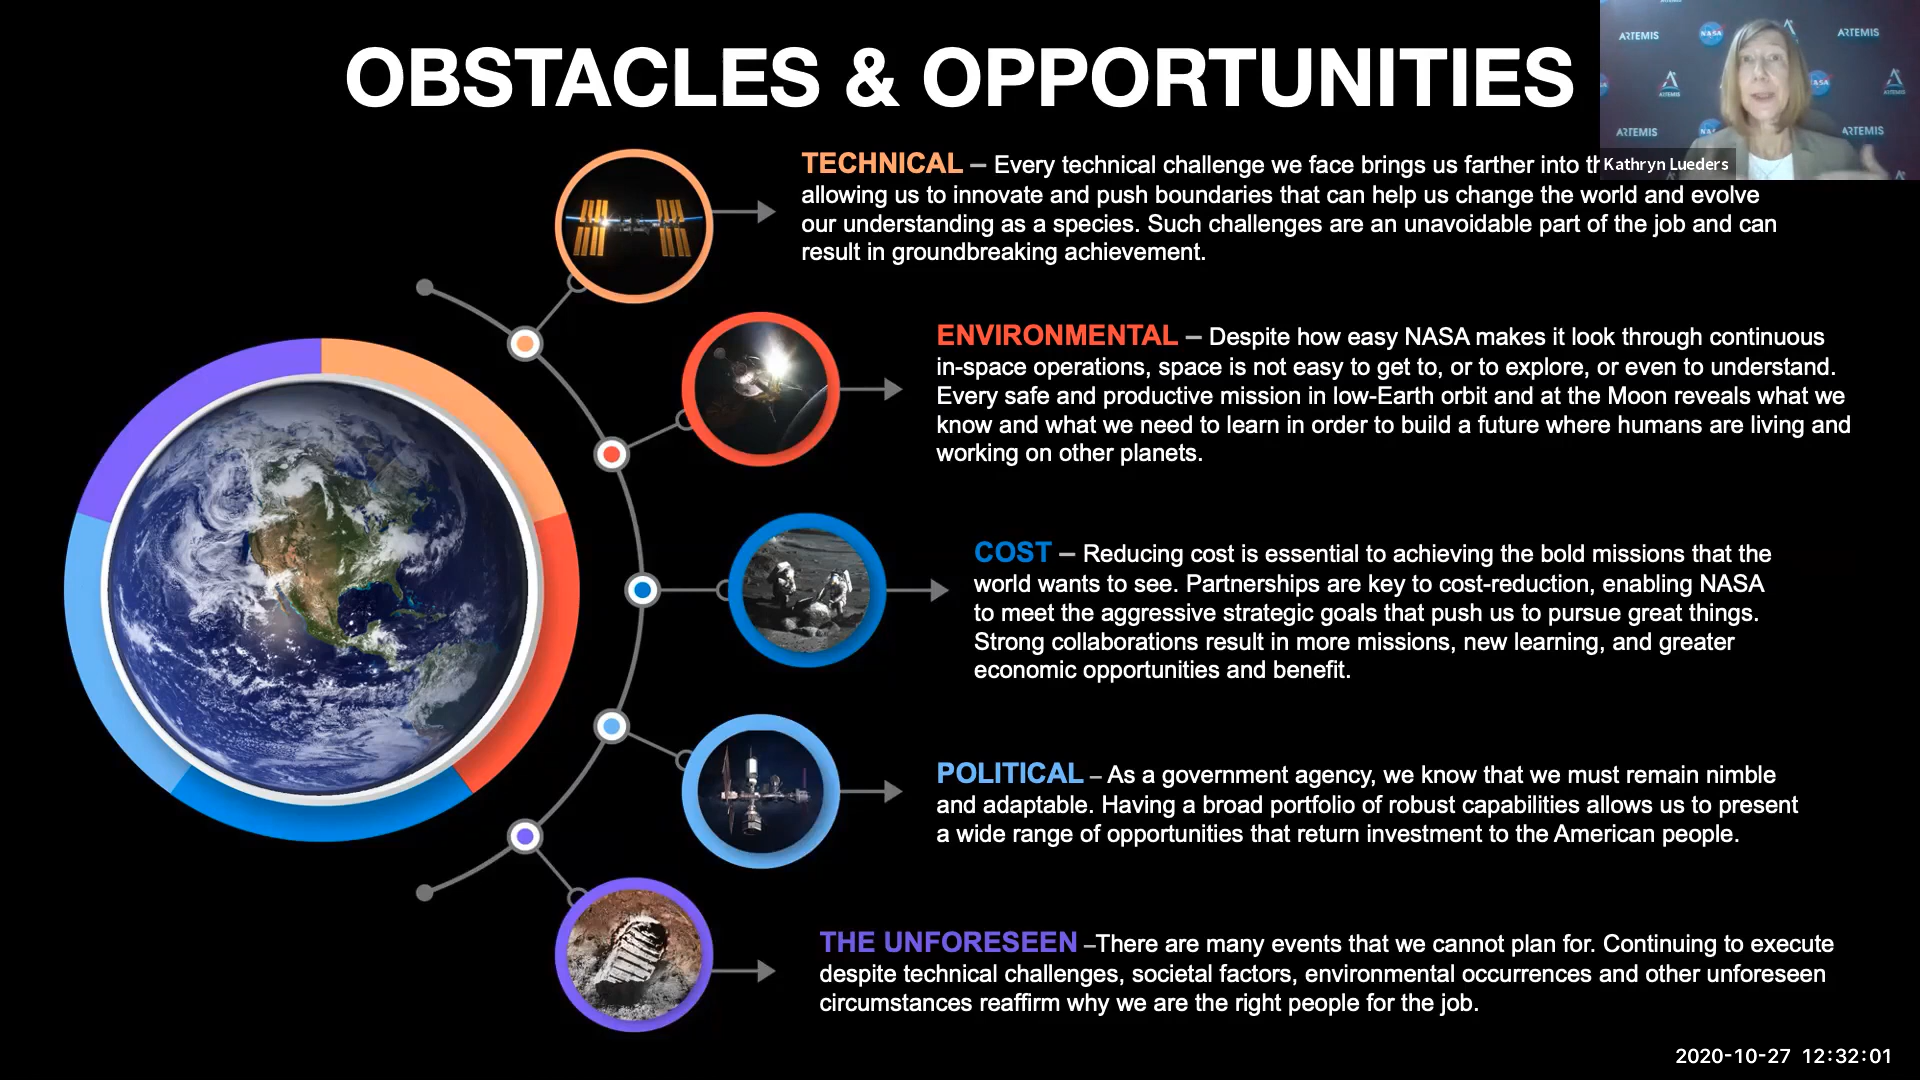 OBSTACLES & OPPORTUNITIES
ARTEMIS
NASA
ARTEMIS
ARTEMIS
NASA
ARTEMIS
ARTEMIS
ARTEMIS
Kathryn Lueders
TECHNICAL – Every technical challenge we face brings us farther into
allowing us to innovate and push boundaries that can help us change the world and evolve
our understanding as a species. Such challenges are an unavoidable part of the job and can
result in groundbreaking achievement.
ENVIRONMENTAL – Despite how easy NASA makes it look through continuous
in-space operations, space is not easy to get to, or to explore, or even to understand.
Every safe and productive mission in low-Earth orbit and at the Moon reveals what we
know and what we need to learn in order to build a future where humans are living and
working on other planets.
COST – Reducing cost is essential to achieving the bold missions that the
world wants to see. Partnerships are key to cost-reduction, enabling NASA
to meet the aggressive strategic goals that push us to pursue great things.
Strong collaborations result in more missions, new learning, and greater
economic opportunities and benefit.
POLITICAL – As a government agency, we know that we must remain nimble
and adaptable. Having a broad portfolio of robust capabilities allows us to present
a wide range of opportunities that return investment to the American people.
THE UNFORESEEN –There are many events that we cannot plan for. Continuing to execute
despite technical challenges, societal factors, environmental occurrences and other unforeseen
circumstances reaffirm why we are the right people for the job.
2020-10-27 12:32:01